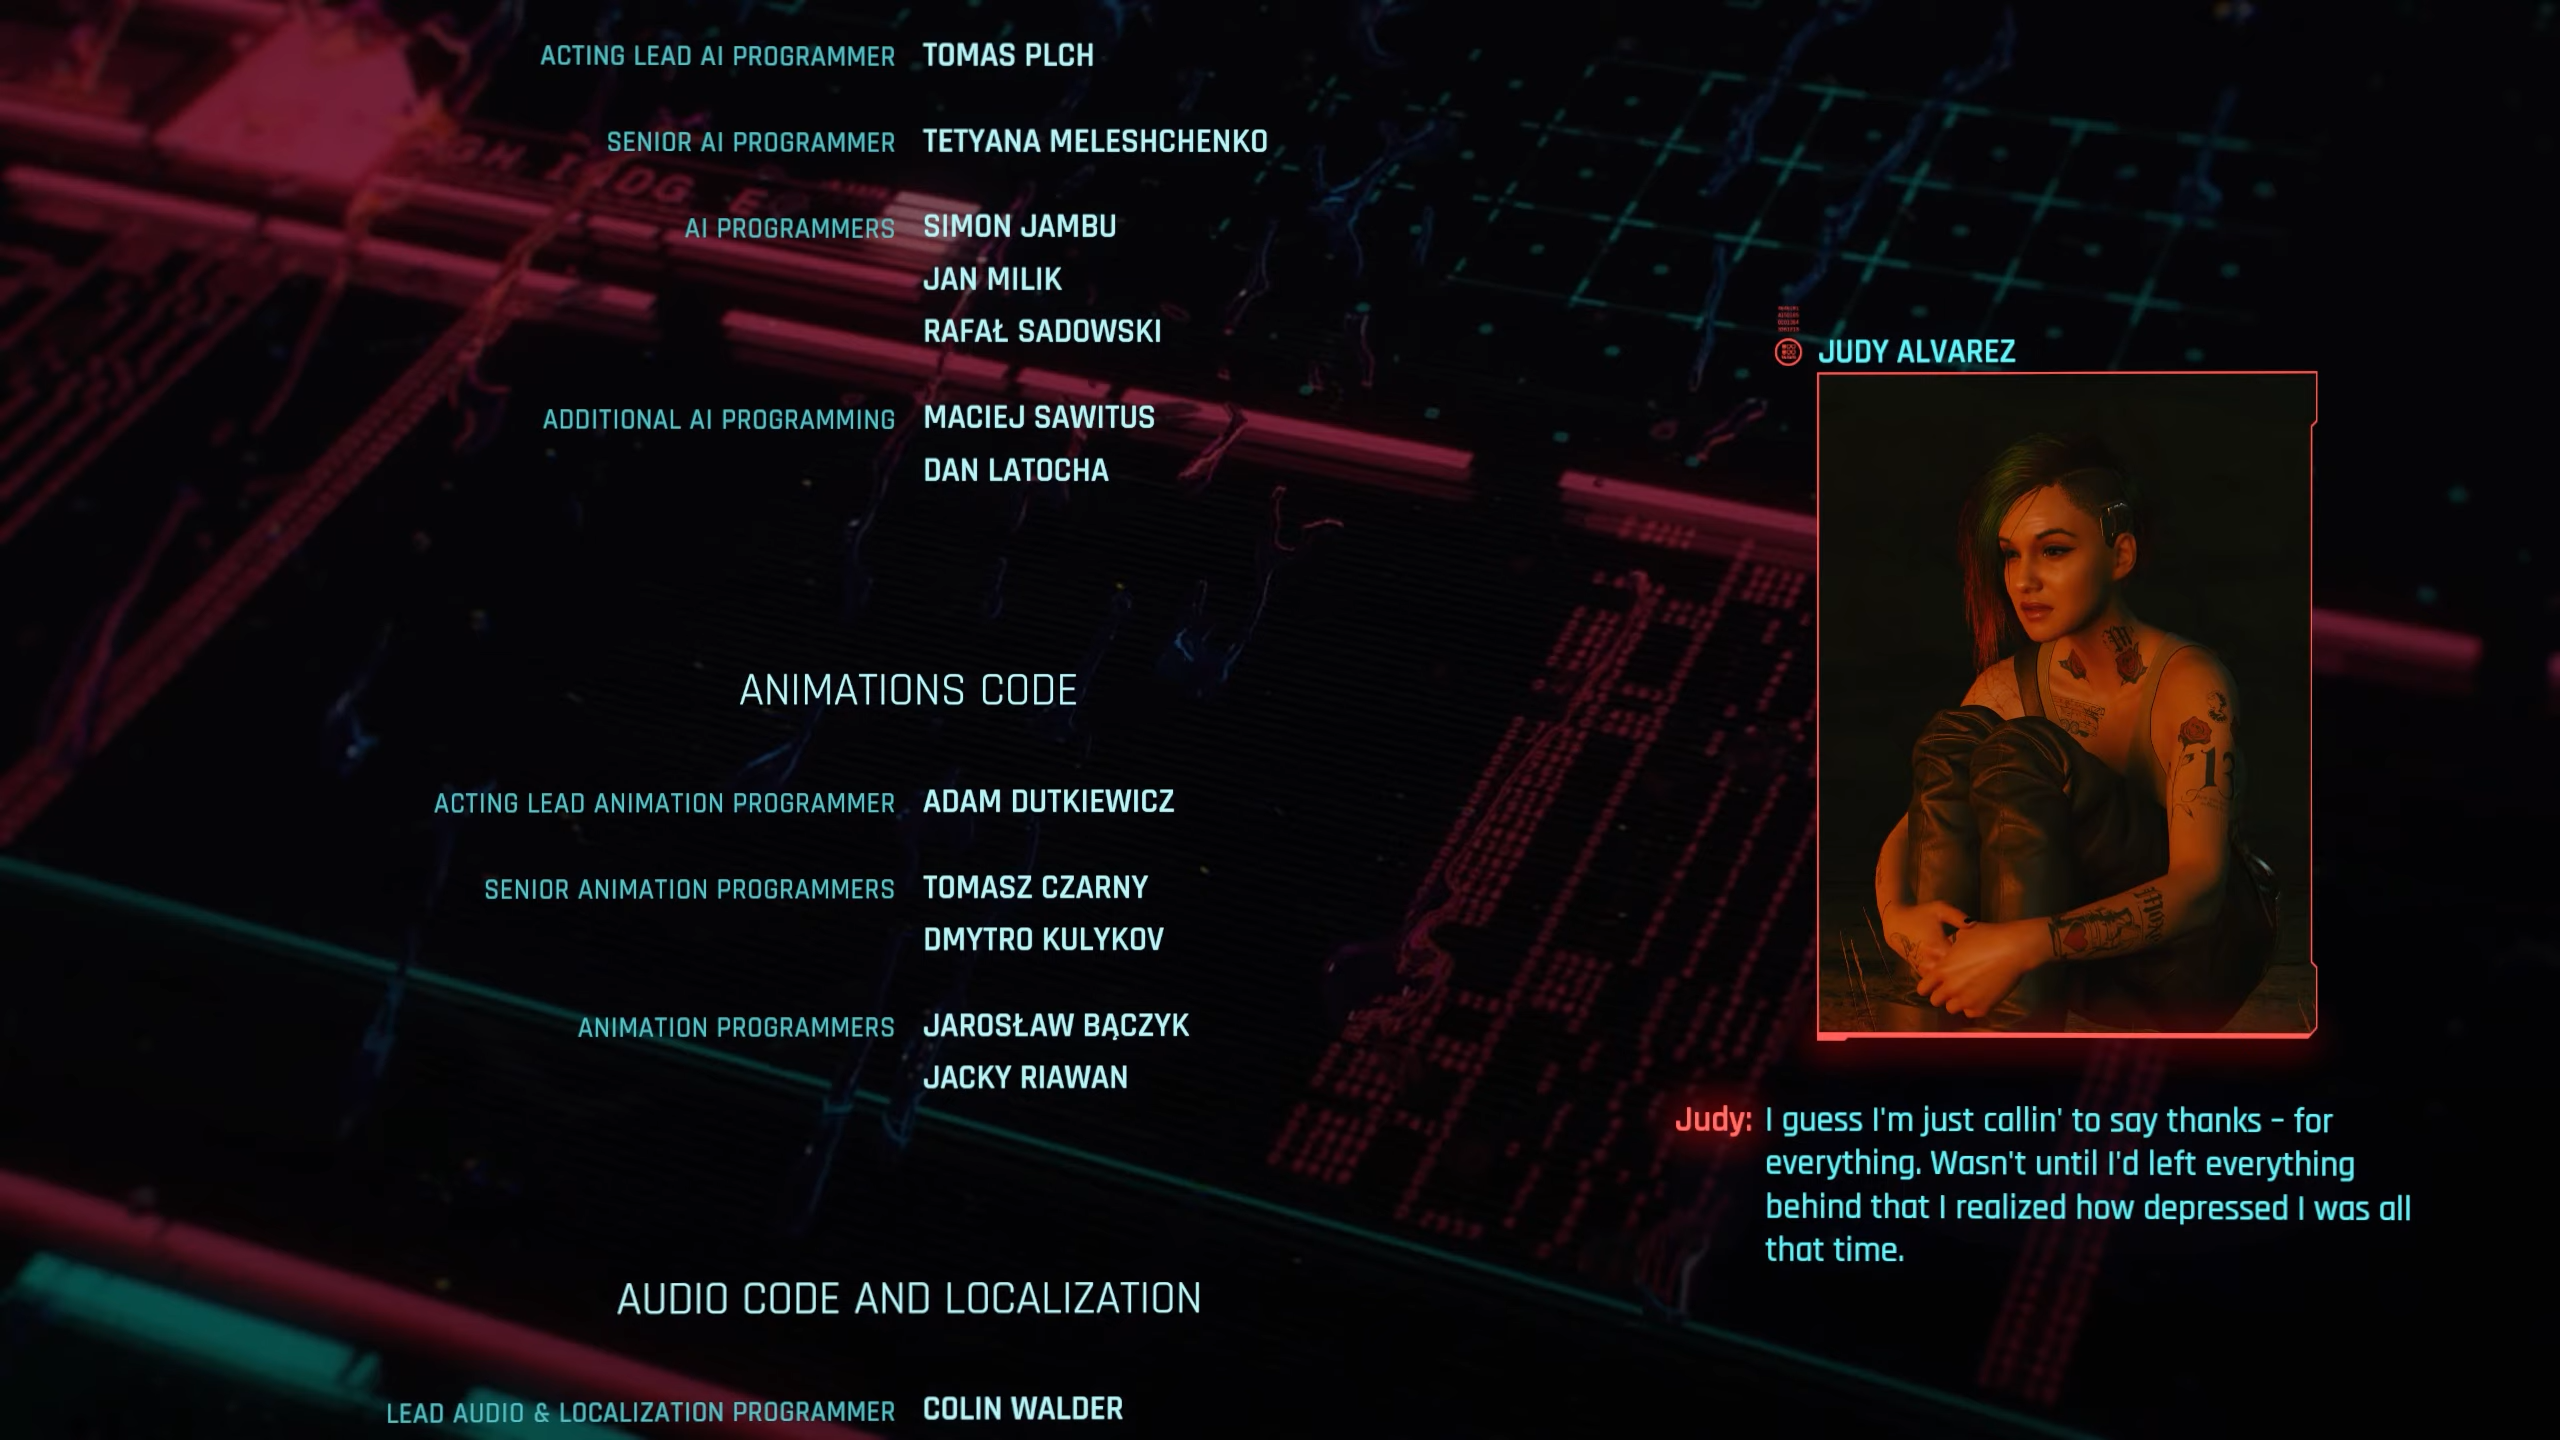 ACTING LEAD AI PROGRAMMER TOMAS PLCH
SENIOR AI PROGRAMMER TETYANA MELESHCHENKO
AI PROGRAMMERS SIMON JAMBU
JAN MILIK
RAFAŁ SADOWSKI
ADDITIONAL AI PROGRAMMING MACIEJ SAWITUS
DAN LATOCHA
ANIMATIONS CODE
ACTING LEAD ANIMATION PROGRAMMER ADAM DUTKIEWICZ
SENIOR ANIMATION PROGRAMMERS TOMASZ CZARNY
DMYTRO KULYKOV
ANIMATION PROGRAMMERS JAROSŁAW BĄCZYK
JACKY RIAWAN
AUDIO CODE AND LOCALIZATION
LEAD AUDIO & LOCALIZATION PROGRAMMER COLIN WALDER
JUDY ALVAREZ
13
Judy: I guess I'm just callin' to say thanks – for
everything. Wasn't until I'd left everything
behind that I realized how depressed I was all
that time.